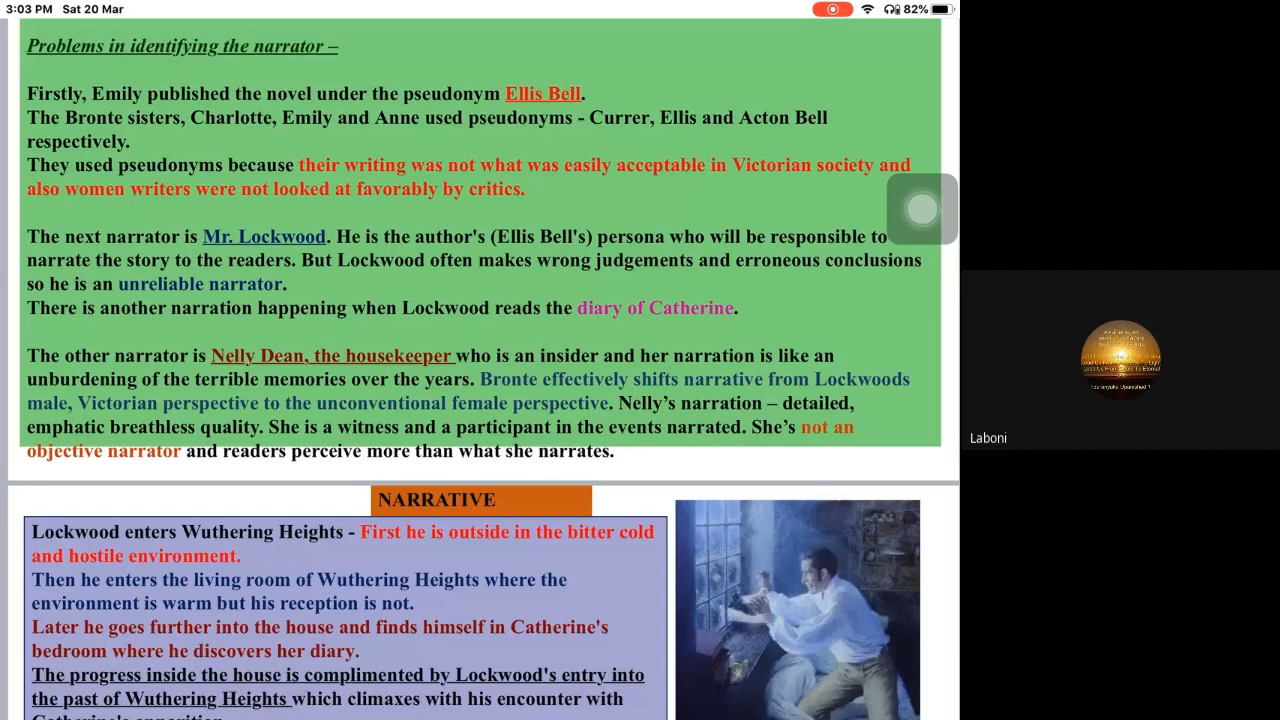 3:03 PM Sat 20 Mar
82%
Problems in identifying the narrator –
Firstly, Emily published the novel under the pseudonym Ellis Bell.
The Bronte sisters, Charlotte, Emily and Anne used pseudonyms - Currer, Ellis and Acton Bell
respectively.
They used pseudonyms because their writing was not what was easily acceptable in Victorian society and
also women writers were not looked at favorably by critics.
The next narrator is Mr. Lockwood. He is the author's (Ellis Bell's) persona who will be responsible to
narrate the story to the readers. But Lockwood often makes wrong judgements and erroneous conclusions
so he is an unreliable narrator.
There is another narration happening when Lockwood reads the diary of Catherine.
The other narrator is Nelly Dean, the housekeeper who is an insider and her narration is like an
unburdening of the terrible memories over the years. Bronte effectively shifts narrative from Lockwoods
male, Victorian perspective to the unconventional female perspective. Nelly’s narration – detailed,
emphatic breathless quality. She is a witness and a participant in the events narrated. She’s not an
objective narrator and readers perceive more than what she narrates.
NARRATIVE
Lockwood enters Wuthering Heights - First he is outside in the bitter cold
and hostile environment.
Then he enters the living room of Wuthering Heights where the
environment is warm but his reception is not.
Later he goes further into the house and finds himself in Catherine's
bedroom where he discovers her diary.
The progress inside the house is complimented by Lockwood's entry into
the past of Wuthering Heights which climaxes with his encounter with
Catherine's apparition
Laboni